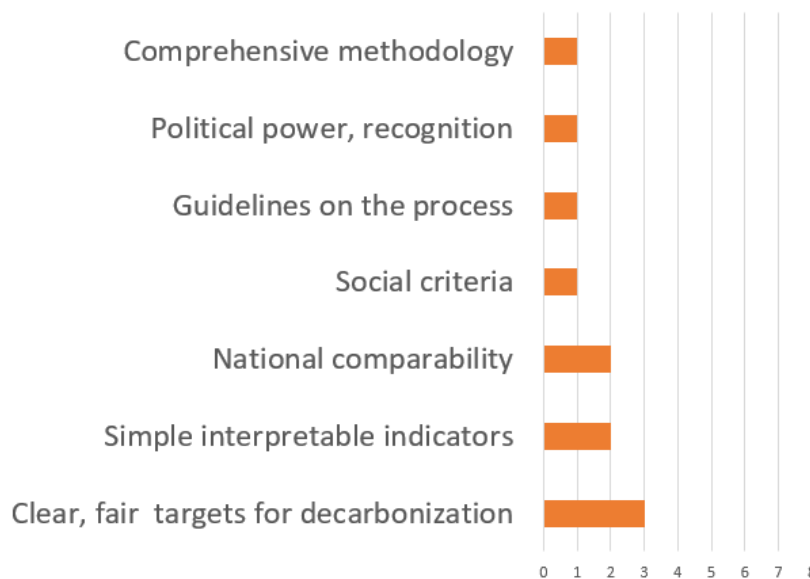 Comprehensive methodology
Political power, recognition
Guidelines on the process
Social criteria
National comparability
Simple interpretable indicators
Clear, fair  targets for decarbonization
0 1 2 3 4 5 6 7 8